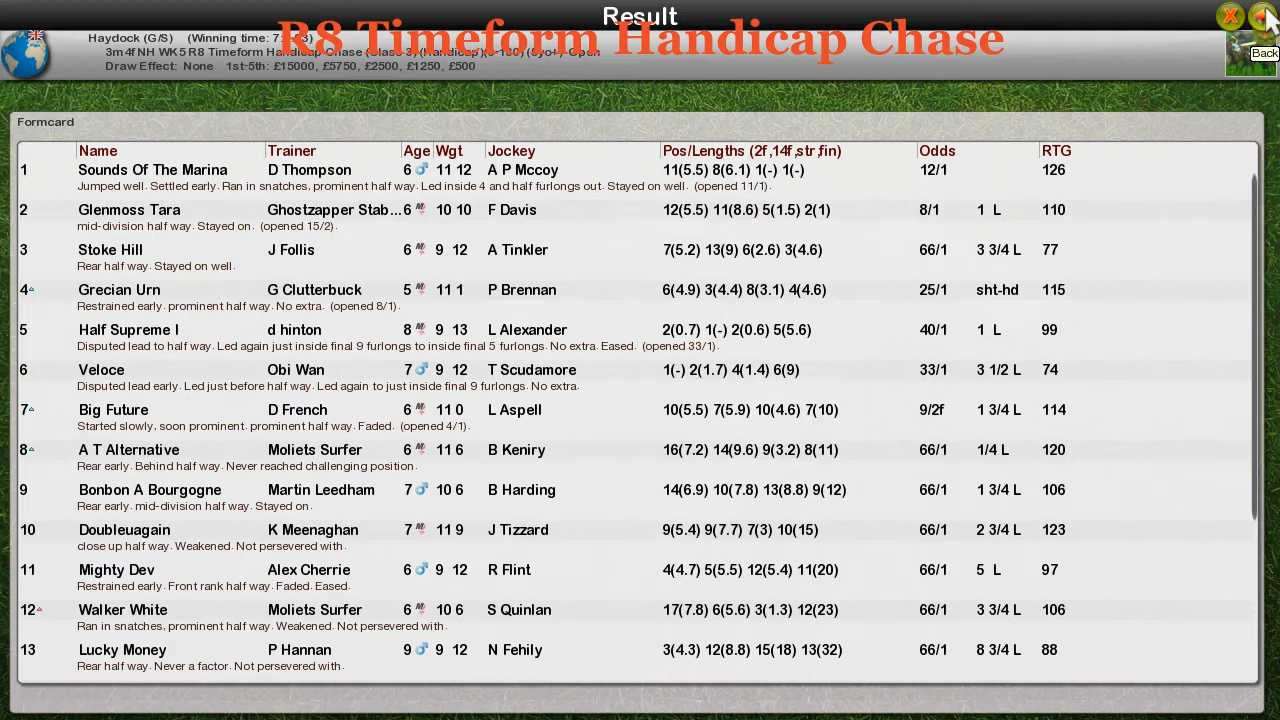 Result
R8 Timeform Handicap Chase
Haydock (G/S) (Winning time:
3m4f NH WK5 R8 Timeform Handicap Chase
Draw Effect: None 1st-5th: £15000, £5750, £2500, £1250, £500
X
Back
Formcard
Name Trainer Age Wgt Jockey Pos/Lengths (2f,14f,str,fin) Odds RTG
1 Sounds Of The Marina D Thompson 6 11 12 A P Mccoy 11(5.5) 8(6.1) 1(-) 1(-) 12/1 126
Jumped well. Settled early. Ran in snatches, prominent half way. Led inside 4 and half furlongs out. Stayed on well. (opened 11/1).
2 Glenmoss Tara Ghostzapper Stab... 6 10 10 F Davis 12(5.5) 11(8.6) 5(1.5) 2(1) 8/1 1 L 110
mid-division half way. Stayed on. (opened 15/2).
3 Stoke Hill J Follis 6 9 12 A Tinkler 7(5.2) 13(9) 6(2.6) 3(4.6) 66/1 3 3/4 L 77
Rear half way. Stayed on well.
4 Grecian Urn G Clutterbuck 5 11 1 P Brennan 6(4.9) 3(4.4) 8(3.1) 4(4.6) 25/1 sht-hd 115
Restrained early. prominent half way. No extra. (opened 8/1).
5 Half Supreme I d hinton 8 9 13 L Alexander 2(0.7) 1(-) 2(0.6) 5(5.6) 40/1 1 L 99
Disputed lead to half way. Led again just inside final 9 furlongs to inside final 5 furlongs. No extra. Eased. (opened 33/1).
6 Veloce Obi Wan 7 9 12 T Scudamore 1(-) 2(1.7) 4(1.4) 6(9) 33/1 3 1/2 L 74
Disputed lead early. Led just before half way. Led again to just inside final 9 furlongs. No extra.
7 Big Future D French 6 11 0 L Aspell 10(5.5) 7(5.9) 10(4.6) 7(10) 9/2f 1 3/4 L 114
Started slowly, soon prominent. prominent half way. Faded. (opened 4/1).
8 A T Alternative Moliets Surfer 6 11 6 B Keniry 16(7.2) 14(9.6) 9(3.2) 8(11) 66/1 1/4 L 120
Rear early. Behind half way. Never reached challenging position.
9 Bonbon A Bourgogne Martin Leedham 7 10 6 B Harding 14(6.9) 10(7.8) 13(8.8) 9(12) 66/1 1 3/4 L 106
Rear early. mid-division half way. Stayed on.
10 Doubleuagain K Meenaghan 7 11 9 J Tizzard 9(5.4) 9(7.7) 7(3) 10(15) 66/1 2 3/4 L 123
close up half way. Weakened. Not persevered with.
11 Mighty Dev Alex Cherrie 6 9 12 R Flint 4(4.7) 5(5.5) 12(5.4) 11(20) 66/1 5 L 97
Restrained early. Front rank half way. Faded. Eased.
12 Walker White Moliets Surfer 6 10 6 S Quinlan 17(7.8) 6(5.6) 3(1.3) 12(23) 66/1 3 3/4 L 106
Ran in snatches, prominent half way. Weakened. Not persevered with.
13 Lucky Money P Hannan 9 9 12 N Fehily 3(4.3) 12(8.8) 15(18) 13(32) 66/1 8 3/4 L 88
Rear half way. Never a factor. Not persevered with.